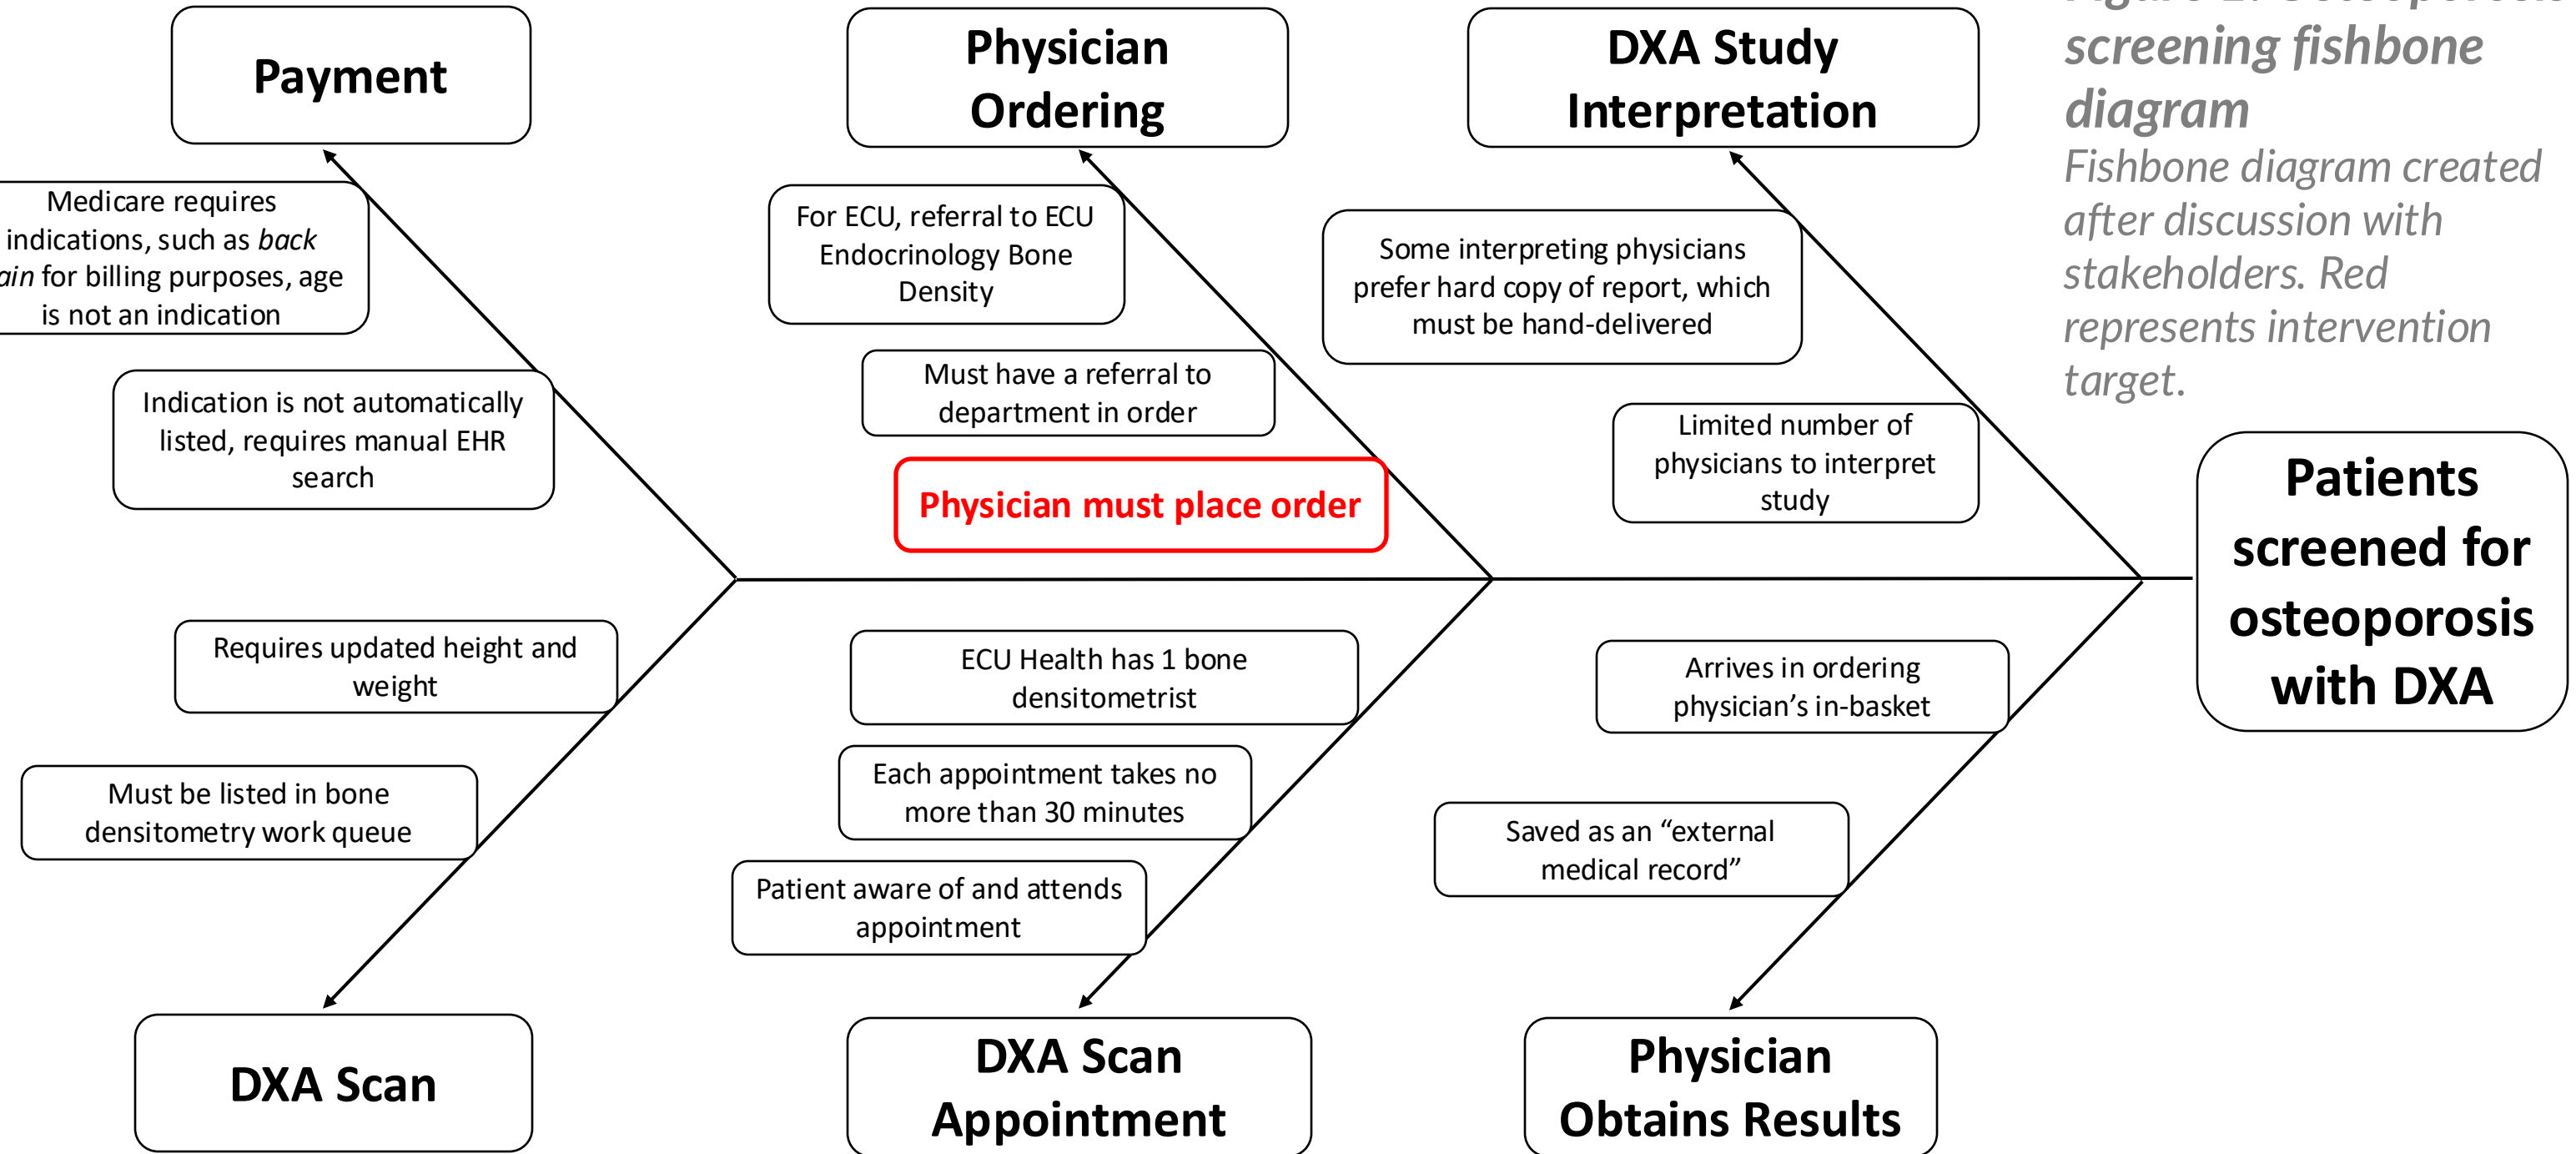 Payment
Physician
Ordering
DXA Study
Interpretation
screening fishbone
diagram
Fishbone diagram created
after discussion with
stakeholders. Red
represents intervention
target.
Medicare requires
indications, such as back
for billing purposes, age
is not an indication
Indication is not automatically
listed, requires manual EHR
search
For ECU, referral to ECU
Endocrinology Bone
Density
Must have a referral to
department in order
Physician must place order
Some interpreting physicians
prefer hard copy of report, which
must be hand-delivered
Limited number of
physicians to interpret
study
Patients
screened for
osteoporosis
with DXA
Requires updated height and
weight
Must be listed in bone
densitometry work queue
ECU Health has 1 bone
densitometrist
Each appointment takes no
more than 30 minutes
Patient aware of and attends
appointment
Arrives in ordering
physician’s in-basket
Saved as an “external
medical record”
DXA Scan
DXA Scan
Appointment
Physician
Obtains Results